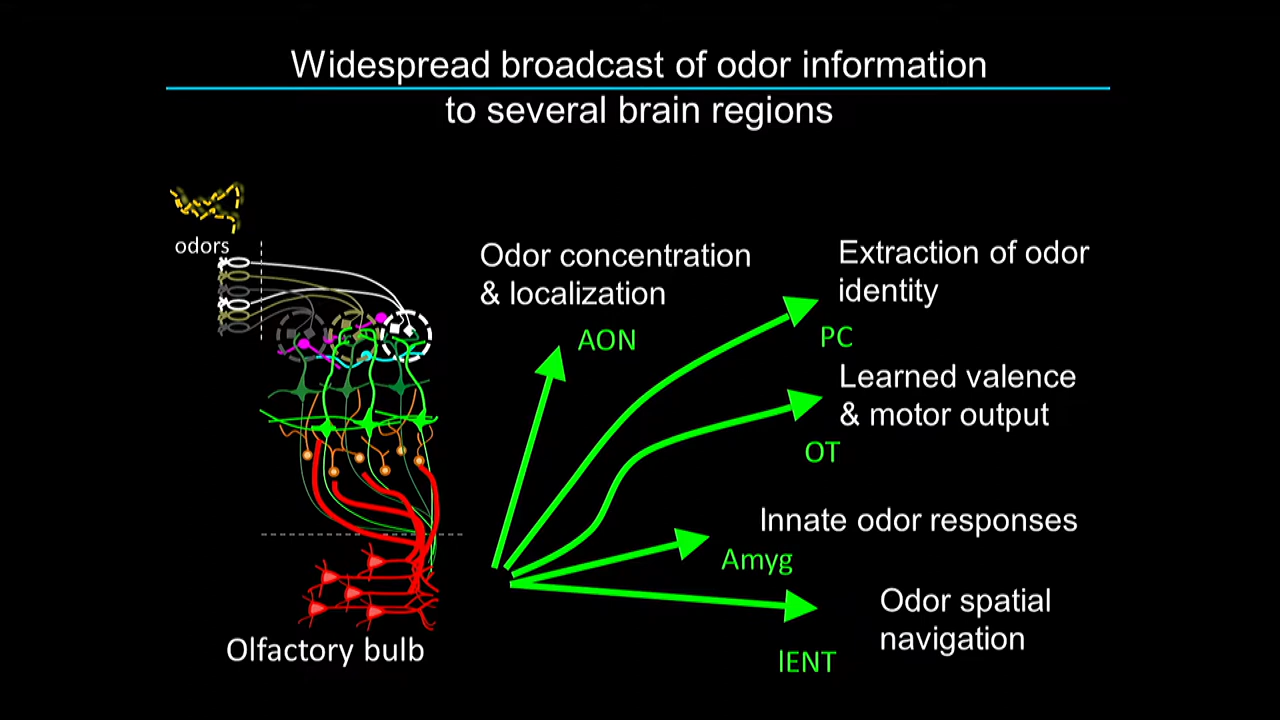 Widespread broadcast of odor information
to several brain regions
odors
Odor concentration
& localization
AON
Extraction of odor
identity
PC
Learned valence
& motor output
OT
Innate odor responses
Amyg
Odor spatial
navigation
lENT
Olfactory bulb